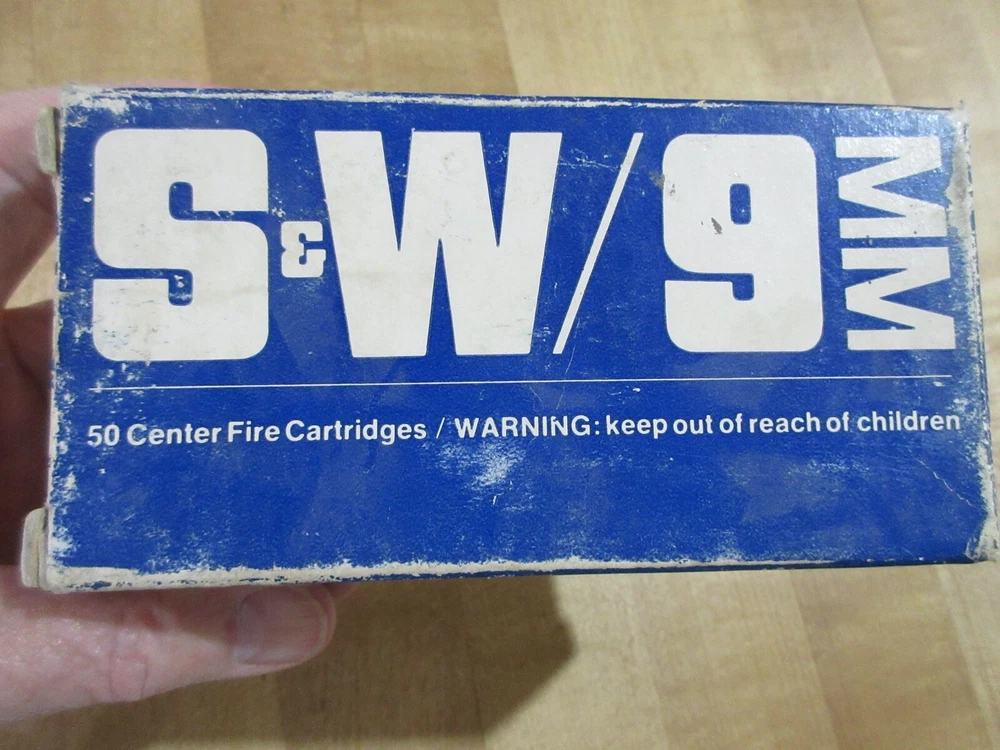 S&W/9MM
50 Center Fire Cartridges / WARNING: keep out of reach of children